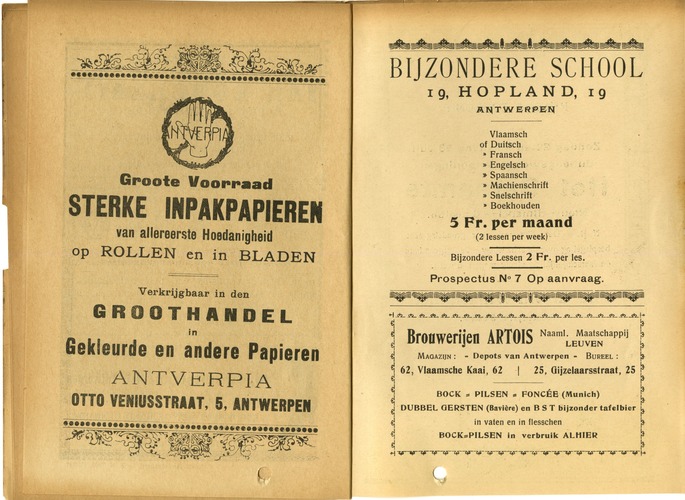 ANTVERPIA
Groote Voorraad
STERKE INPAKPAPIEREN
van allereerste Hoedanigheid
op ROLLEN en in BLADEN
Verkrijgbaar in den
GROOTHANDEL
in
Gekleurde en andere Papieren
ANTVERPIA
OTTO VENIUSSTRAAT, 5, ANTWERPEN
BIJZONDERE SCHOOL
19, HOPLAND, 19
ANTWERPEN
Vlaamsch
of Duitsch
» Fransch
» Engelsch
» Spaansch
» Machienschrift
» Snelschrift
» Boekhouden
5 Fr. per maand
(2 lessen per week)
Bijzondere Lessen 2 Fr. per les.
Prospectus No 7 Op aanvraag.
Brouwerijen ARTOIS Naaml. Maatschappij
LEUVEN
MAGAZIJN : - Depots van Antwerpen - BUREEL :
62, Vlaamsche Kaai, 62 | 25, Gijzelaarsstraat, 25
BOCK = PILSEN = FONCÉE (Munich)
DUBBEL GERSTEN (Bavière) en B S T bijzonder tafelbier
in vaten en in flesschen
BOCK=PILSEN in verbruik ALHIER